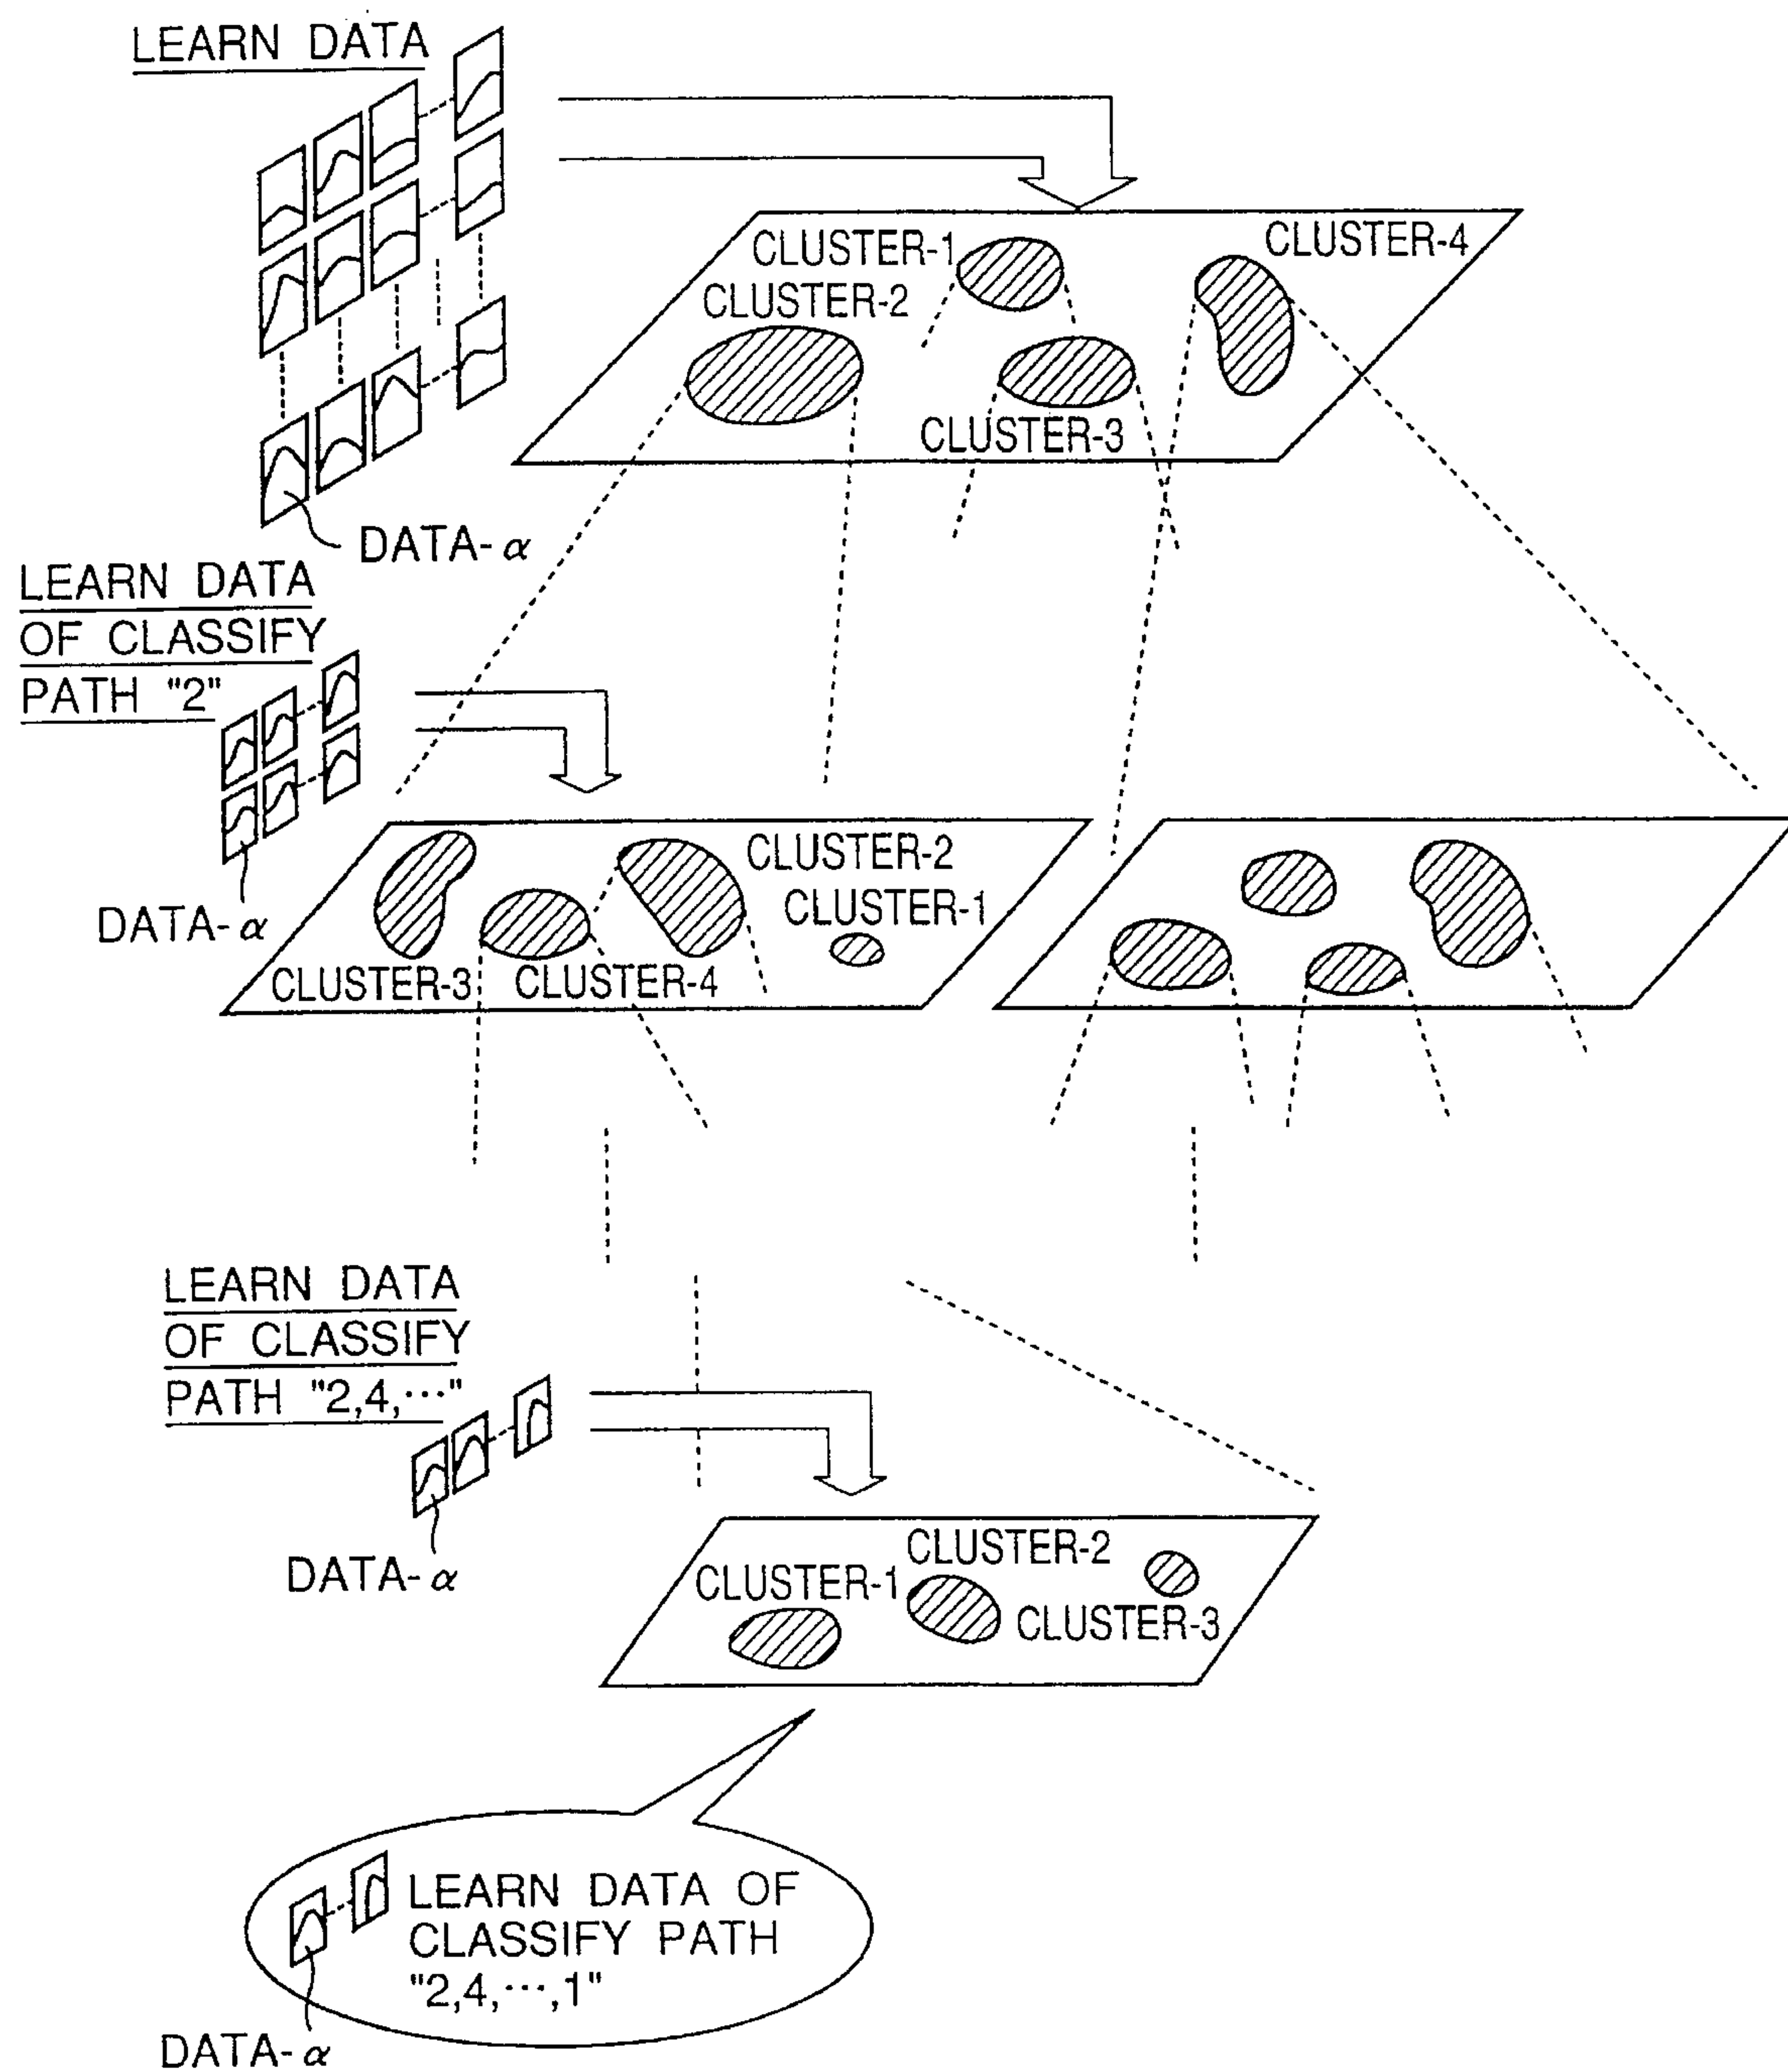 LEARN DATA
CLUSTER-1
CLUSTER-4
CLUSTER-2
CLUSTER-3
DATA-α
LEARN DATA
OF CLASSIFY
PATH "2"
CLUSTER-2
CLUSTER-1
DATA-α
CLUSTER-3
CLUSTER-4
LEARN DATA
OF CLASSIFY
PATH "2,4,···"
CLUSTER-2
CLUSTER-1
CLUSTER-3
DATA-α
LEARN DATA OF
CLASSIFY PATH
"2,4,···,1"
DATA-α